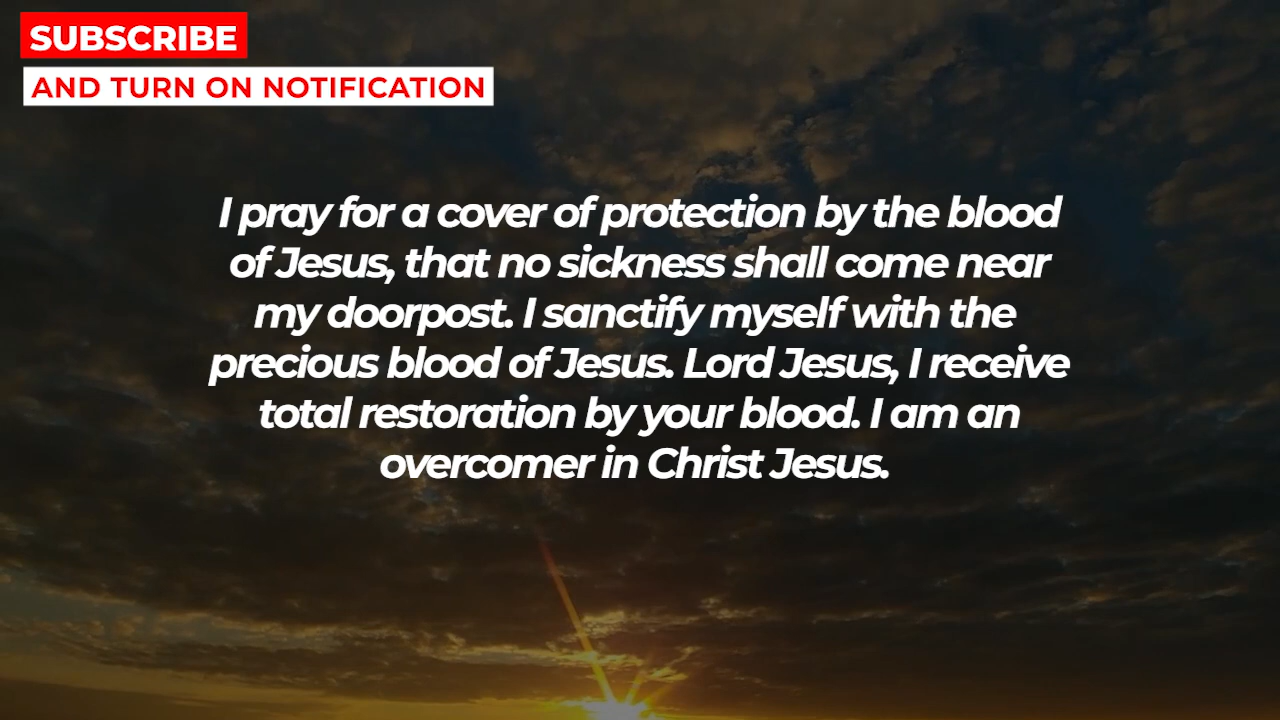 SUBSCRIBE
AND TURN ON NOTIFICATION
I pray for a cover of protection by the blood
of Jesus, that no sickness shall come near
my doorpost. I sanctify myself with the
precious blood of Jesus. Lord Jesus, I receive
total restoration by your blood. I am an
overcomer in Christ Jesus.